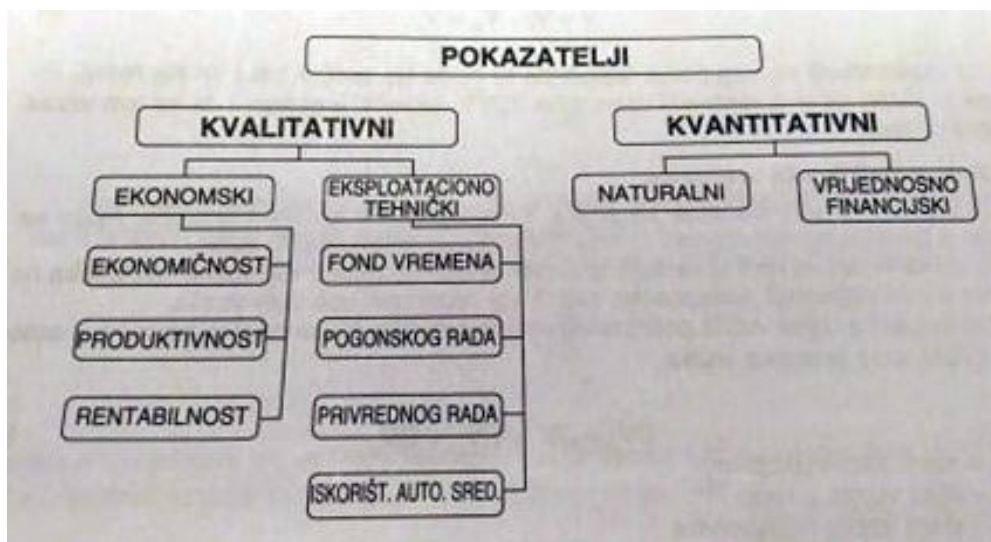 POKAZATELJI
KVALITATIVNI
KVANTITATIVNI
EKONOMSKI
EKSPLOATACIONO
TEHNIČKI
NATURALNI
VRIJEDNOSNO
FINANCIJSKI
EKONOMIČNOST
FOND VREMENA
PRODUKTIVNOST
POGONSKOG RADA
RENTABILNOST
PRIVREDNOG RADA
ISKORIŠT. AUTO. SRED.